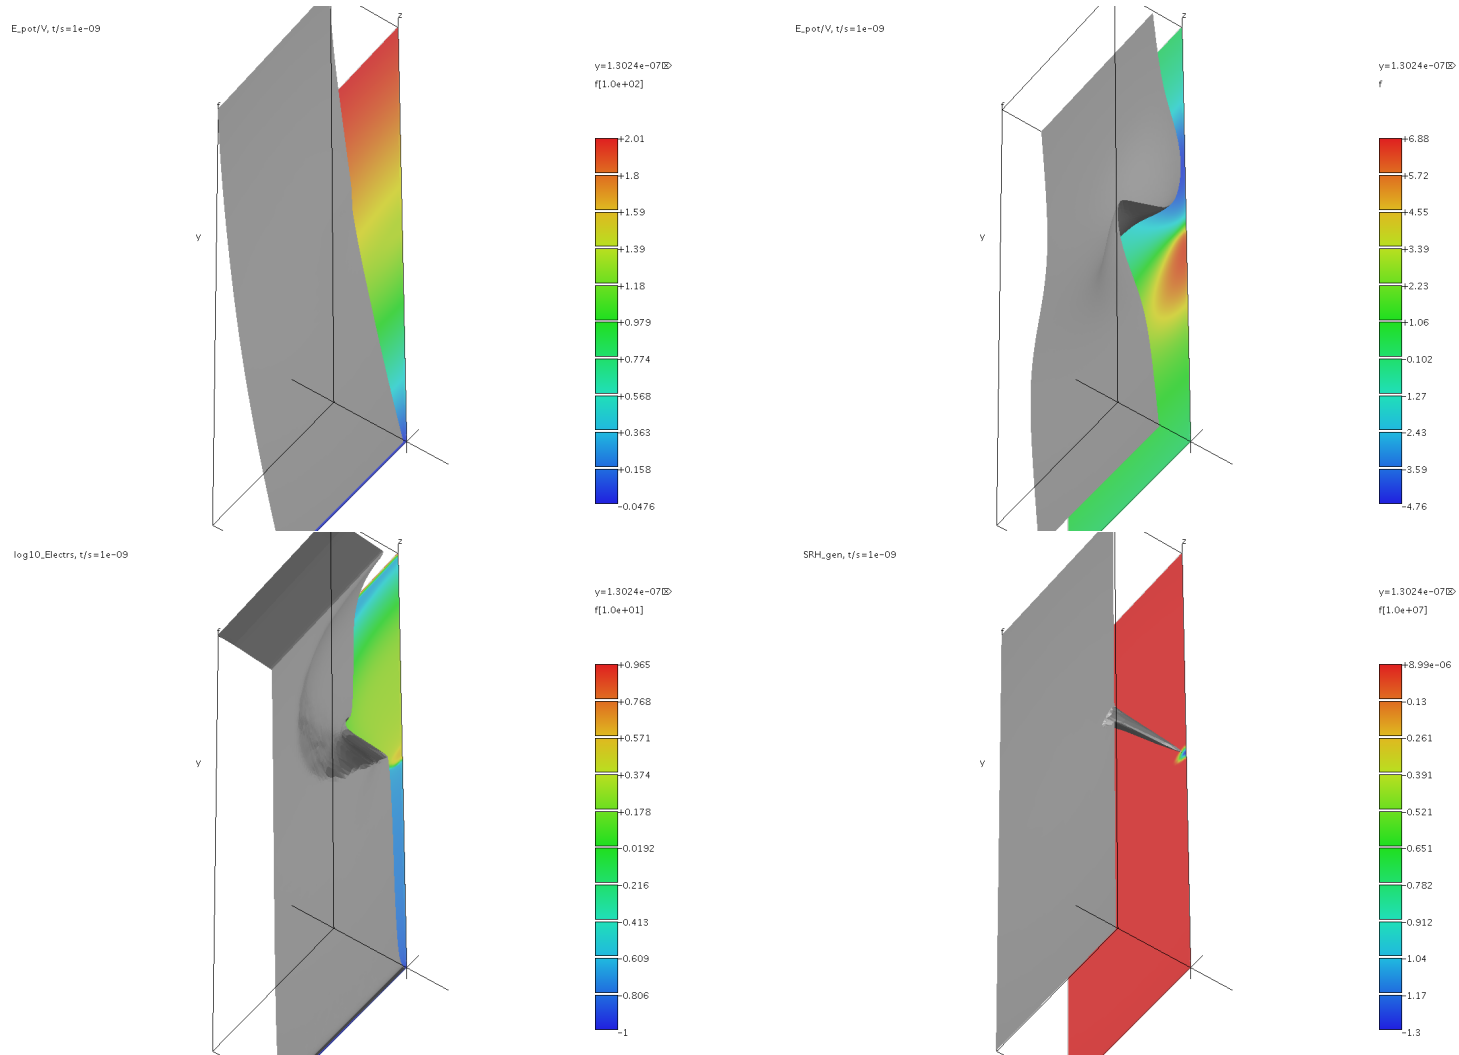 E_pot/V, t/s=1e-09
z
y=1.3024e-07
f[1.0e+02]
f
y
+2.01
+1.8
+1.59
+1.39
+1.18
+0.979
+0.774
+0.568
+0.363
+0.158
-0.0476
E_pot/V, t/s=1e-09
z
y=1.3024e-07
f
f
y
+6.88
+5.72
+4.55
+3.39
+2.23
+1.06
-0.102
-1.27
-2.43
-3.59
-4.76
log10_Electrs, t/s=1e-09
z
y=1.3024e-07
f[1.0e+01]
f
y
+0.965
+0.768
+0.571
+0.374
+0.178
-0.0192
-0.216
-0.413
-0.609
-0.806
-1
SRH_gen, t/s=1e-09
z
y=1.3024e-07
f[1.0e+07]
f
y
+8.99e-06
-0.13
-0.261
-0.391
-0.521
-0.651
-0.782
-0.912
-1.04
-1.17
-1.3